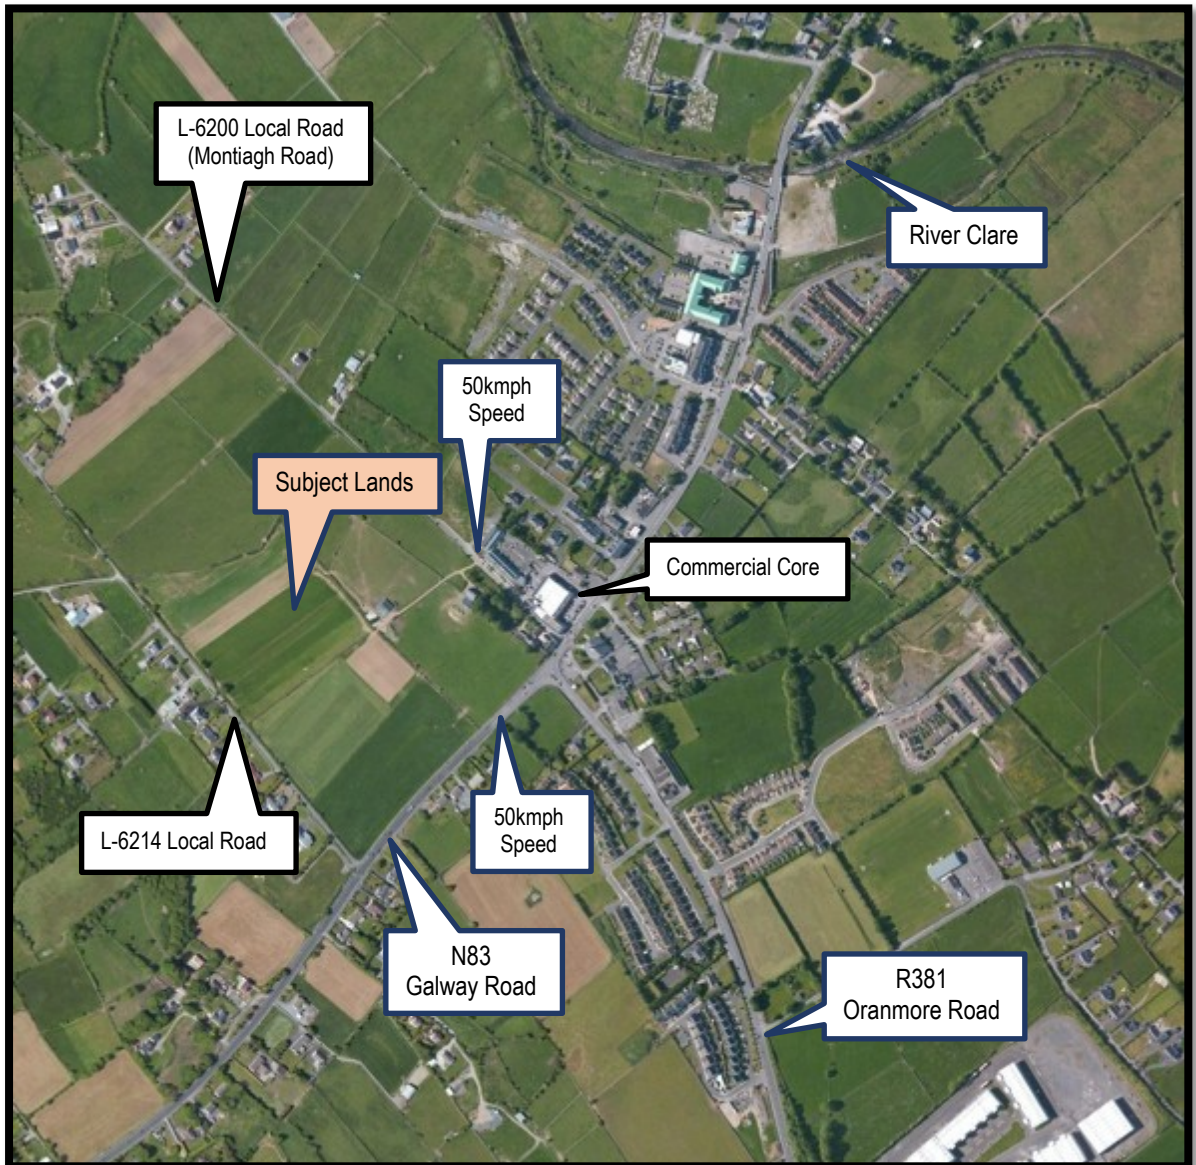 L-6200 Local Road
(Montiagh Road)
River Clare
50kmph
Speed
Subject Lands
Commercial Core
50kmph
Speed
L-6214 Local Road
N83
Galway Road
R381
Oranmore Road